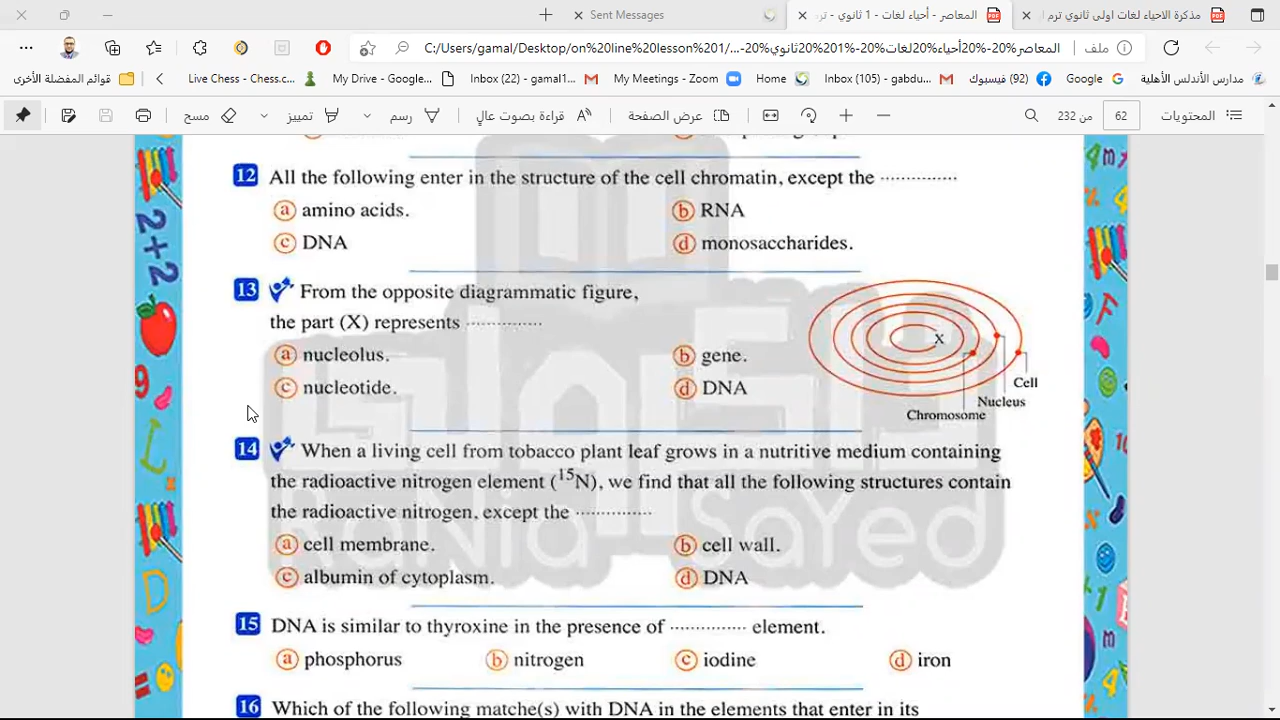 Sent Messages
المعاصر - أحياء لغات - 1 ثانوي - تر
مذكرة الاحياء لغات اولى ثانوي ترم ا
C:/Users/gamal/Desktop/on%20line%20lesson%201/...المعاصر%20-%20أحياء%20لغات%20-%201%20ثانوي%20-%20
ملف
قوائم المفضلة الأخرى
Live Chess - Chess.c...
My Drive - Google...
Inbox (22) - gamal1...
My Meetings - Zoom
Home
Inbox (105) - gabdu...
(92) فيسبوك
Google
مدارس الأندلس الأهلية
مسح
تمييز
رسم
قراءة بصوت عالٍ
عرض الصفحة
من 232
62
المحتويات
12 All the following enter in the structure of the cell chromatin, except the ..............
a amino acids.
b RNA
c DNA
d monosaccharides.
13 From the opposite diagrammatic figure,
the part (X) represents ..............
a nucleolus.
b gene.
c nucleotide.
d DNA
X
Cell
Nucleus
Chromosome
14 When a living cell from tobacco plant leaf grows in a nutritive medium containing
the radioactive nitrogen element (¹⁵N), we find that all the following structures contain
the radioactive nitrogen, except the ..............
a cell membrane.
b cell wall.
c albumin of cytoplasm.
d DNA
Rania Sayed
15 DNA is similar to thyroxine in the presence of .............. element.
a phosphorus
b nitrogen
c iodine
d iron
16 Which of the following matche(s) with DNA in the elements that enter in its